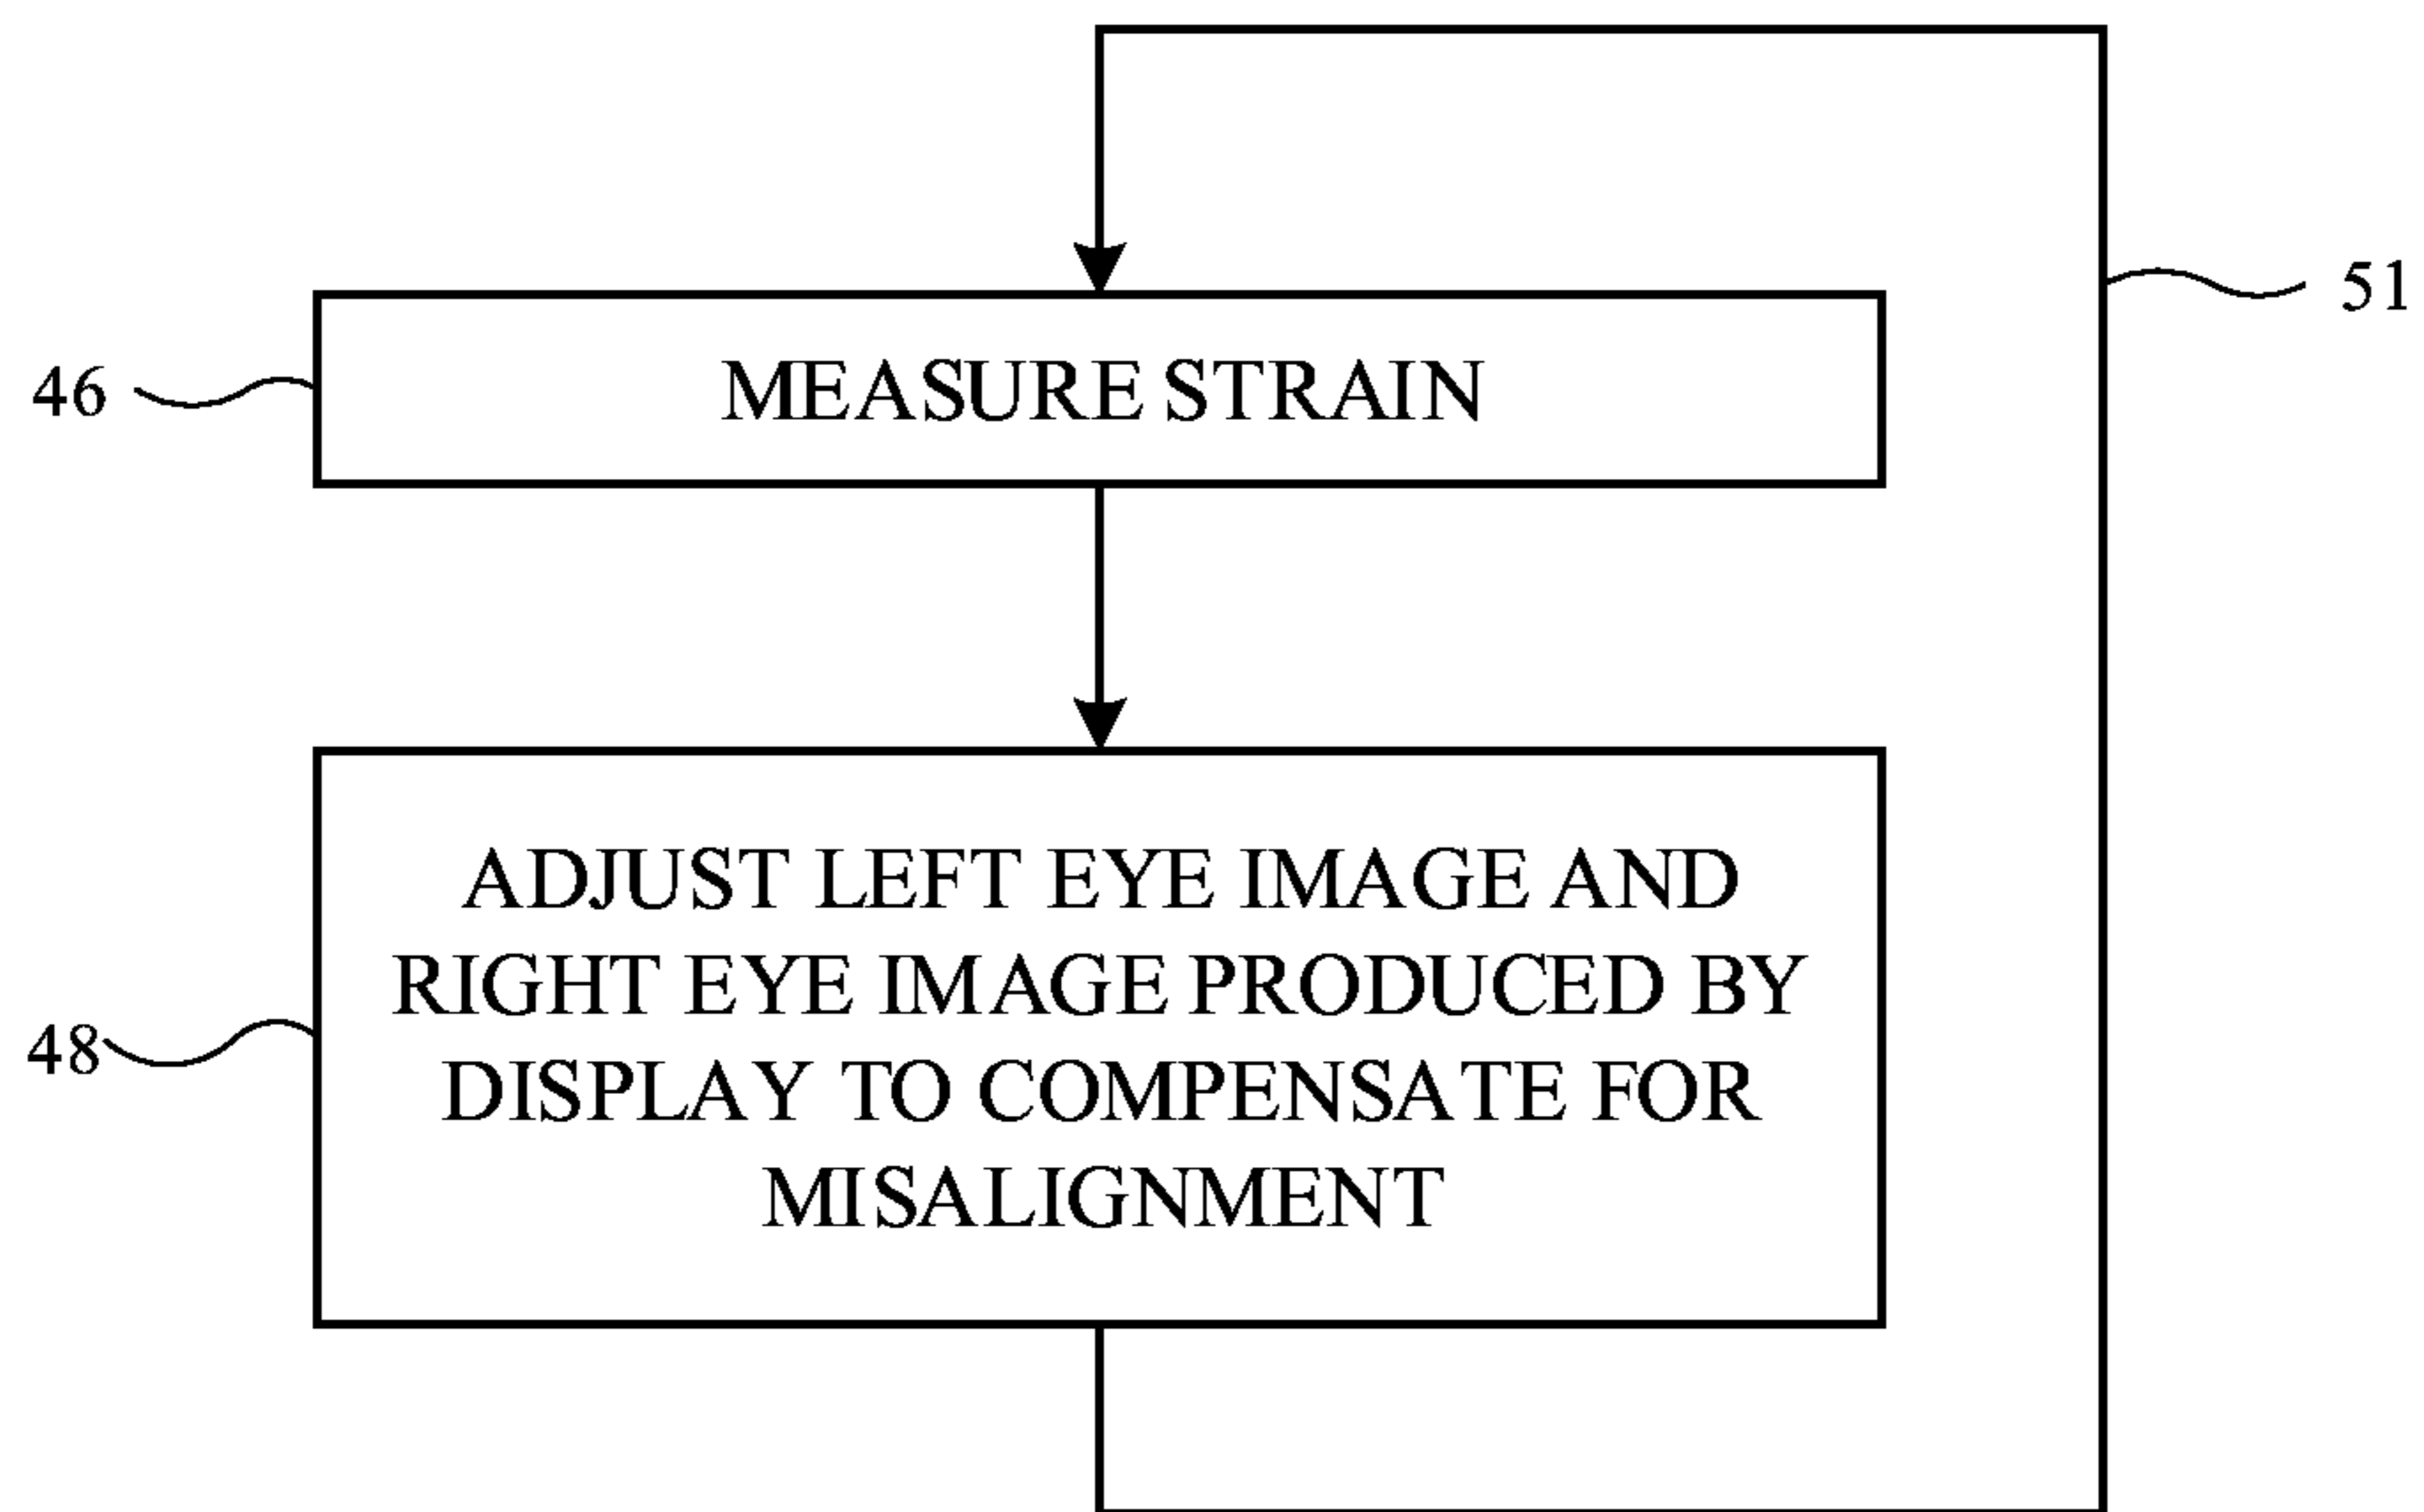 51
46
MEASURE STRAIN
ADJUST LEFT EYE IMAGE AND
RIGHT EYE IMAGE PRODUCED BY
DISPLAY TO COMPENSATE FOR
MISALIGNMENT
48